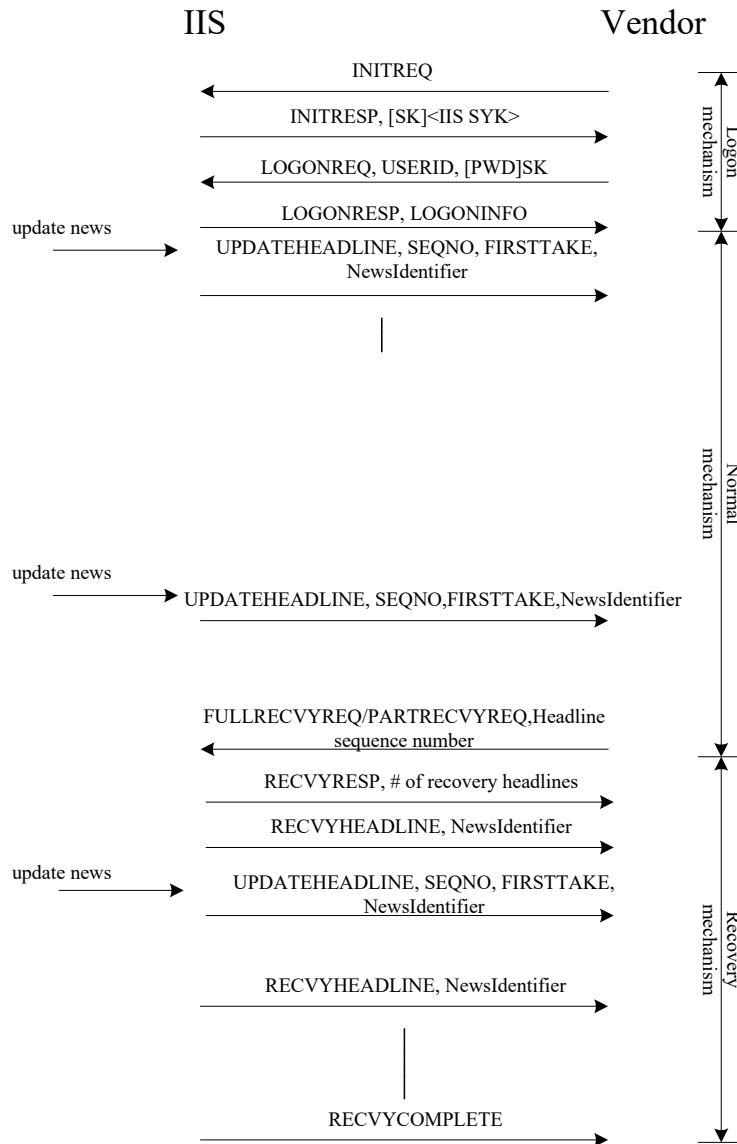 IIS
Vendor
INITREQ
INITRESP, [SK]<IIS SYK>
LOGONREQ, USERID, [PWD]SK
LOGONRESP, LOGONINFO
Logon
mechanism
update news
UPDATEHEADLINE, SEQNO, FIRSTTAKE,
NewsIdentifier
Normal
mechanism
update news
UPDATEHEADLINE, SEQNO,FIRSTTAKE,NewsIdentifier
FULLRECVYREQ/PARTRECVYREQ,Headline
sequence number
RECVYRESP, # of recovery headlines
RECVYHEADLINE, NewsIdentifier
update news
UPDATEHEADLINE, SEQNO, FIRSTTAKE,
NewsIdentifier
Recovery
mechanism
RECVYHEADLINE, NewsIdentifier
RECVYCOMPLETE